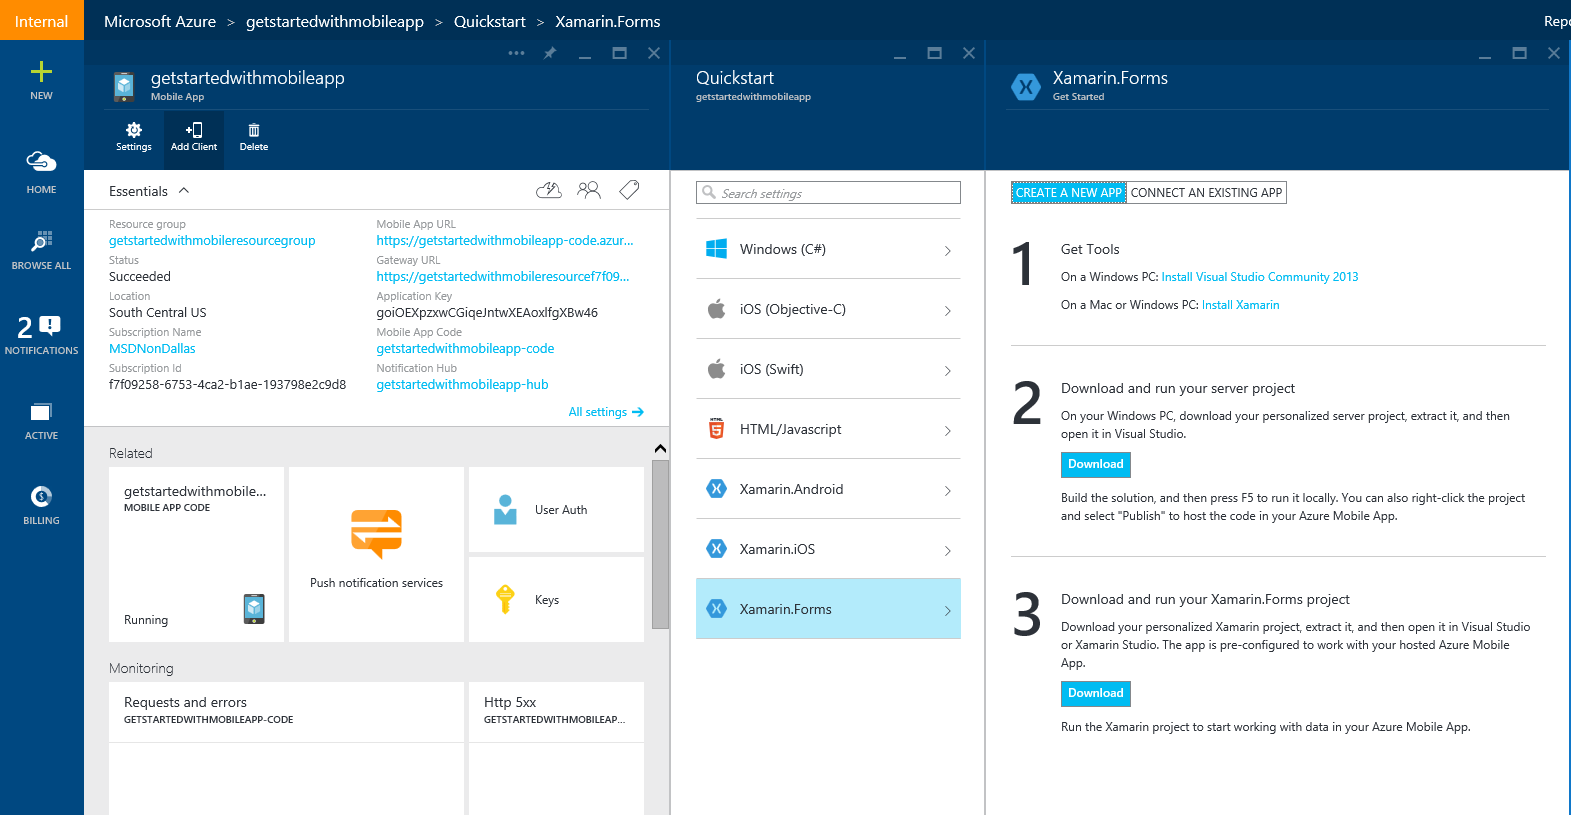 Internal
Microsoft Azure > getstartedwithmobileapp > Quickstart > Xamarin.Forms
NEW
HOME
BROWSE ALL
2
NOTIFICATIONS
ACTIVE
BILLING
getstartedwithmobileapp
Mobile App
Settings
Add Client
Delete
Essentials
Resource group
getstartedwithmobileresourcegroup
Status
Succeeded
Location
South Central US
Subscription Name
MSDNonDallas
Subscription Id
f7f09258-6753-4ca2-b1ae-193798e2c9d8
Mobile App URL
https://getstartedwithmobileapp-code.azur...
Gateway URL
https://getstartedwithmobileresourcef7f09...
Application Key
goiOEXpzxwCGiqeJntwXEAoxlfgXBw46
Mobile App Code
getstartedwithmobileapp-code
Notification Hub
getstartedwithmobileapp-hub
All settings
Related
getstartedwithmobile...
MOBILE APP CODE
Running
Push notification services
User Auth
Keys
Monitoring
Requests and errors
GETSTARTEDWITHMOBILEAPP-CODE
Http 5xx
GETSTARTEDWITHMOBILEAP...
Quickstart
getstartedwithmobileapp
Search settings
Windows (C#)
iOS (Objective-C)
iOS (Swift)
HTML
HTML/Javascript
Xamarin.Android
Xamarin.iOS
Xamarin.Forms
Xamarin.Forms
Get Started
CREATE A NEW APP
CONNECT AN EXISTING APP
1
Get Tools
On a Windows PC: Install Visual Studio Community 2013
On a Mac or Windows PC: Install Xamarin
2
Download and run your server project
On your Windows PC, download your personalized server project, extract it, and then
open it in Visual Studio.
Download
Build the solution, and then press F5 to run it locally. You can also right-click the project
and select "Publish" to host the code in your Azure Mobile App.
3
Download and run your Xamarin.Forms project
Download your personalized Xamarin project, extract it, and then open it in Visual Studio
or Xamarin Studio. The app is pre-configured to work with your hosted Azure Mobile
App.
Download
Run the Xamarin project to start working with data in your Azure Mobile App.